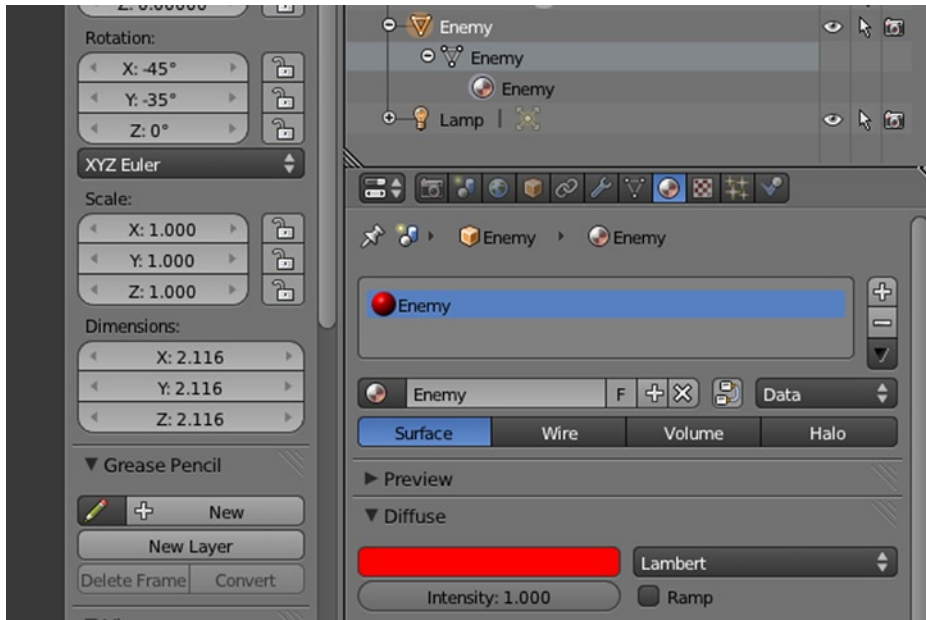 Rotation:
X: -45°
Y: -35°
Z: 0°
XYZ Euler
Scale:
X: 1.000
Y: 1.000
Z: 1.000
Dimensions:
X: 2.116
Y: 2.116
Z: 2.116
Grease Pencil
New
New Layer
Delete Frame Convert
Enemy
Enemy
Enemy
Lamp
Enemy Enemy
Enemy
Enemy F Data
Surface Wire Volume Halo
Preview
Diffuse
Lambert
Intensity: 1.000 Ramp